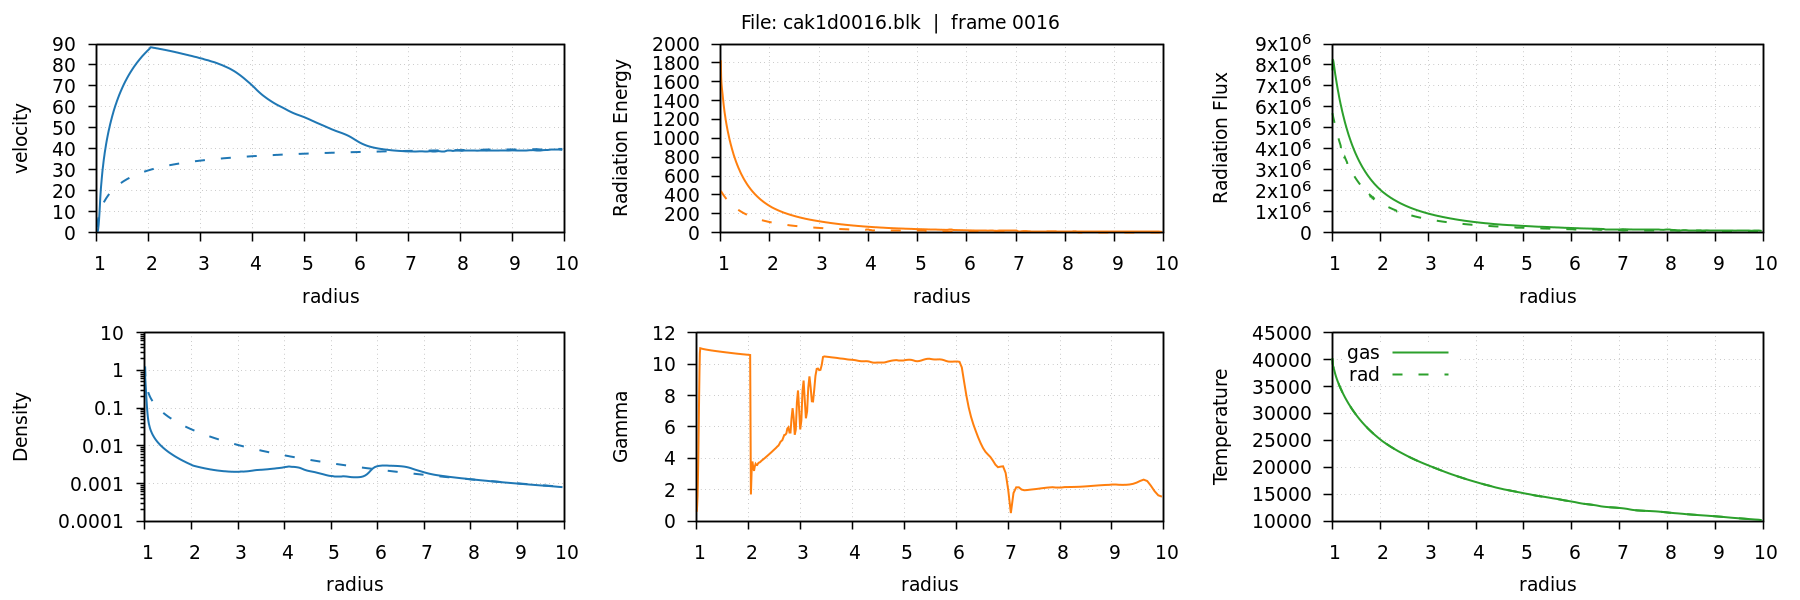 File: cak1d0016.blk | frame 0016
velocity
90
80
70
60
50
40
30
20
10
0
1 2 3 4 5 6 7 8 9 10
radius
Radiation Energy
2000
1800
1600
1400
1200
1000
800
600
400
200
0
1 2 3 4 5 6 7 8 9 10
radius
Radiation Flux
9x10⁶
8x10⁶
7x10⁶
6x10⁶
5x10⁶
4x10⁶
3x10⁶
2x10⁶
1x10⁶
0
1 2 3 4 5 6 7 8 9 10
radius
Density
10
1
0.1
0.01
0.001
0.0001
1 2 3 4 5 6 7 8 9 10
radius
Gamma
12
10
8
6
4
2
0
1 2 3 4 5 6 7 8 9 10
radius
Temperature
45000
40000
35000
30000
25000
20000
15000
10000
gas
rad
1 2 3 4 5 6 7 8 9 10
radius